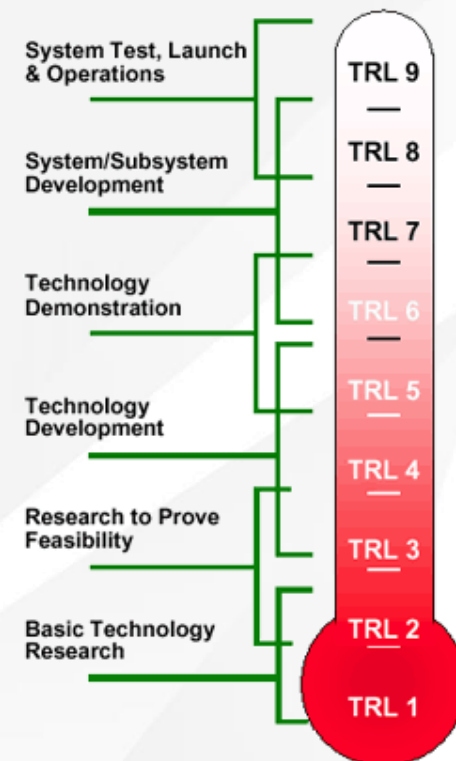 System Test, Launch
& Operations
System/Subsystem
Development
Technology
Demonstration
Technology
Development
Research to Prove
Feasibility
Basic Technology
Research
TRL 9
TRL 8
TRL 7
TRL 6
TRL 5
TRL 4
TRL 3
TRL 2
TRL 1